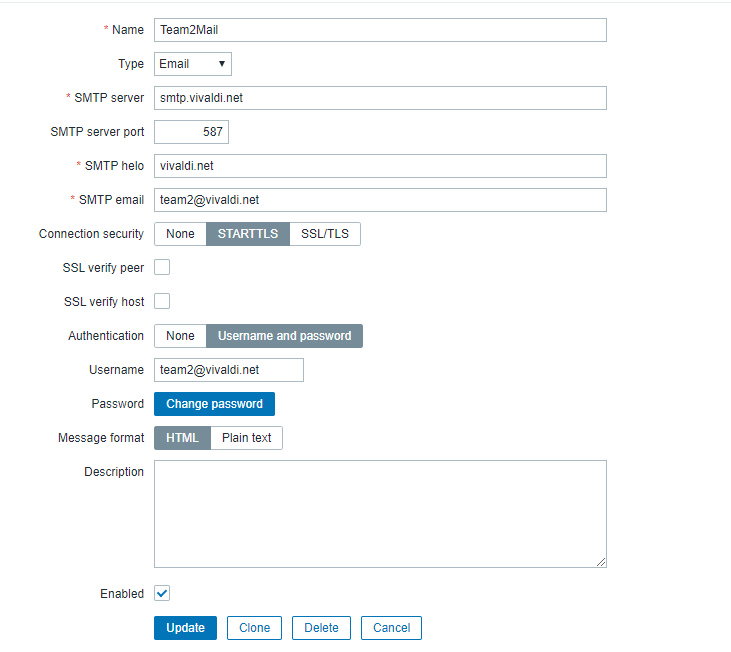 * Name Team2Mail
Type Email
* SMTP server smtp.vivaldi.net
SMTP server port 587
* SMTP helo vivaldi.net
* SMTP email team2@vivaldi.net
Connection security None STARTTLS SSL/TLS
SSL verify peer
SSL verify host
Authentication None Username and password
Username team2@vivaldi.net
Password Change password
Message format HTML Plain text
Description
Enabled
Update Clone Delete Cancel